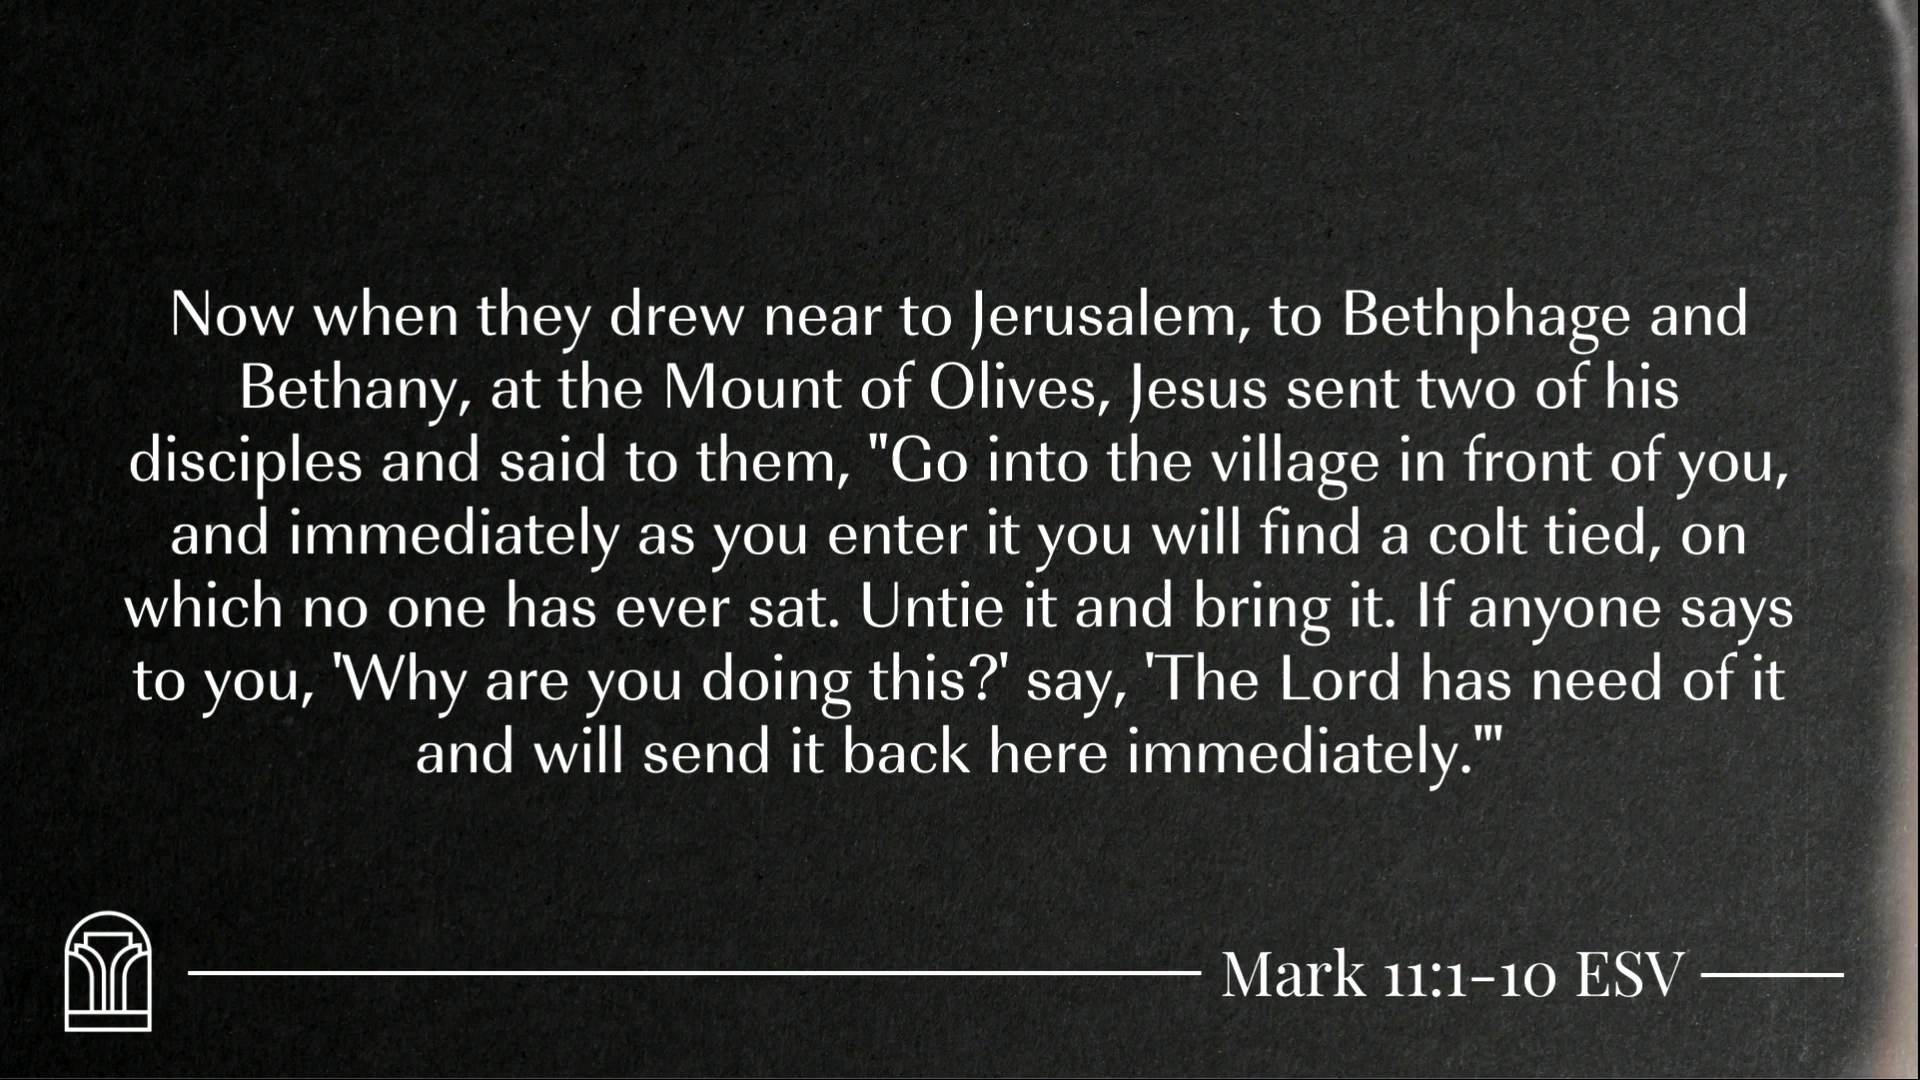 Now when they drew near to Jerusalem, to Bethphage and
Bethany, at the Mount of Olives, Jesus sent two of his
disciples and said to them, "Go into the village in front of you,
and immediately as you enter it you will find a colt tied, on
which no one has ever sat. Untie it and bring it. If anyone says
to you, 'Why are you doing this?' say, 'The Lord has need of it
and will send it back here immediately.'"
Mark 11:1-10 ESV